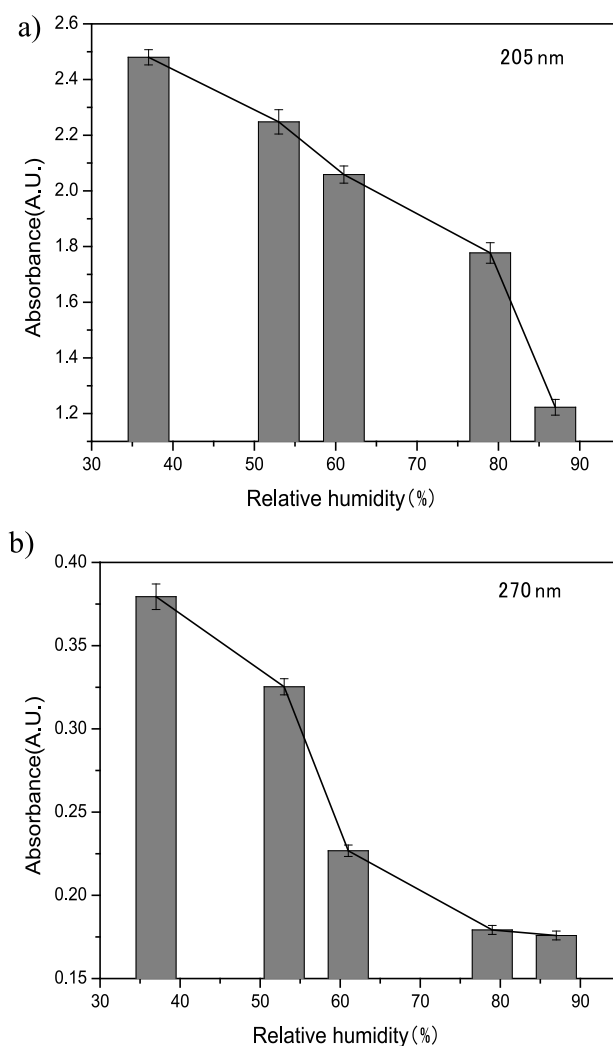 a)
205 nm
2.6
2.4
2.2
2.0
1.8
1.6
1.4
1.2
Absorbance(A.U.)
30 40 50 60 70 80 90
Relative humidity(%)
b)
270 nm
0.40
0.35
0.30
0.25
0.20
0.15
Absorbance(A.U.)
30 40 50 60 70 80 90
Relative humidity(%)